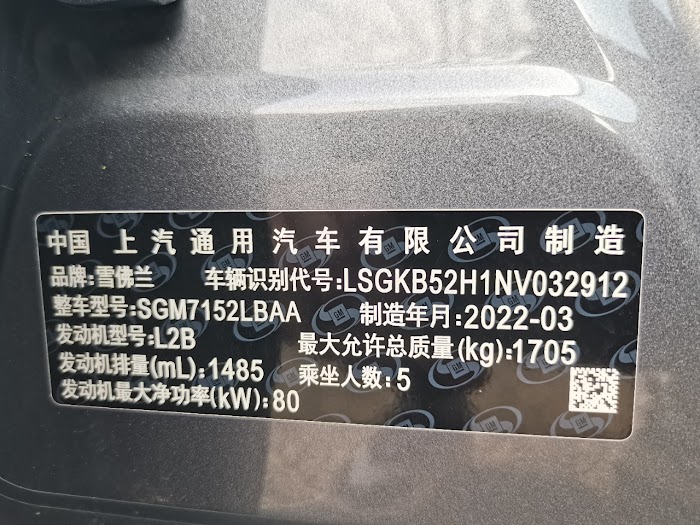 中国 上汽通用汽车有限公司制造
品牌:雪佛兰 车辆识别代号:LSGKB52H1NV032912
整车型号:SGM7152LBAA 制造年月:2022-03
发动机型号:L2B 最大允许总质量(kg):1705
发动机排量(mL):1485 乘坐人数:5
发动机最大净功率(kW):80